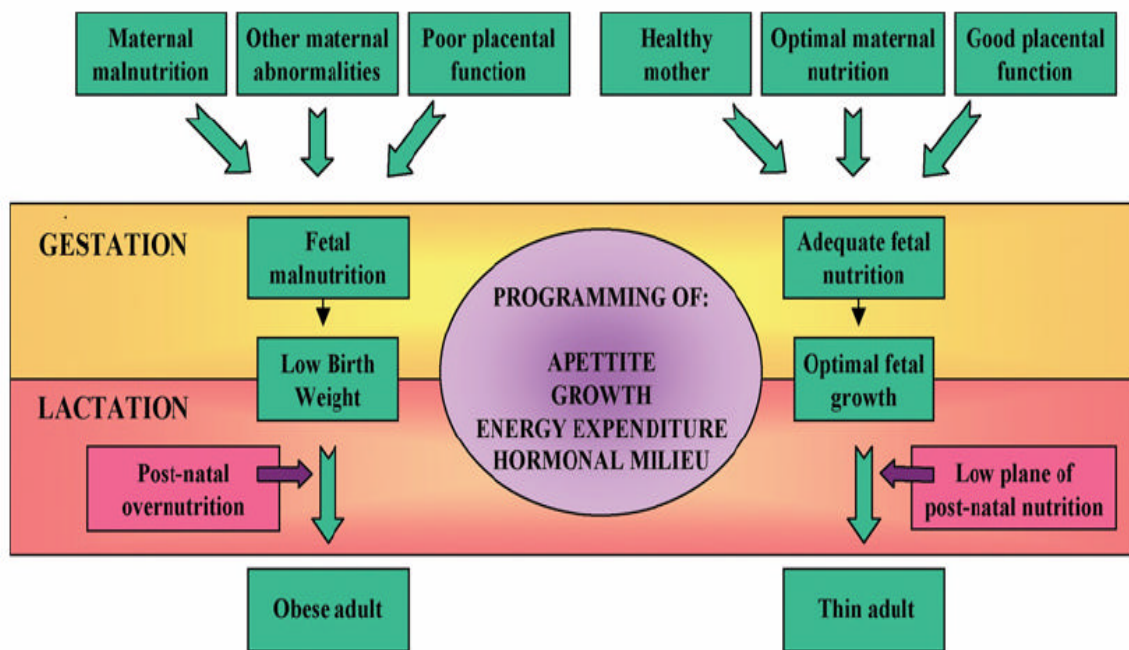 Maternal
malnutrition
Other maternal
abnormalities
Poor placental
function
Healthy
mother
Optimal maternal
nutrition
Good placental
function
GESTATION
Fetal
malnutrition
PROGRAMMING OF:
Adequate fetal
nutrition
APETTITE
GROWTH
ENERGY EXPENDITURE
HORMONAL MILIEU
Low Birth
Weight
Optimal fetal
growth
LACTATION
Post-natal
overnutrition
Low plane of
post-natal nutrition
Obese adult
Thin adult